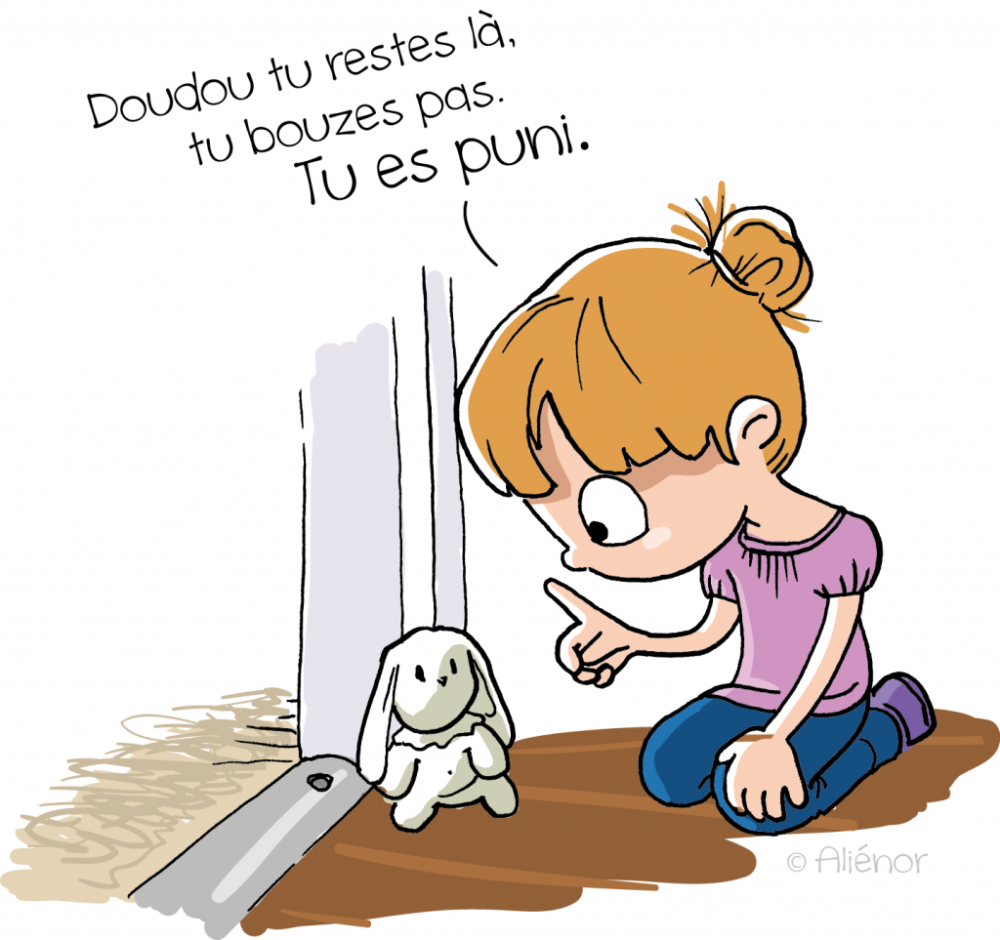 Doudou tu restes là,
tu bouzes pas.
Tu es puni.
© Aliénor